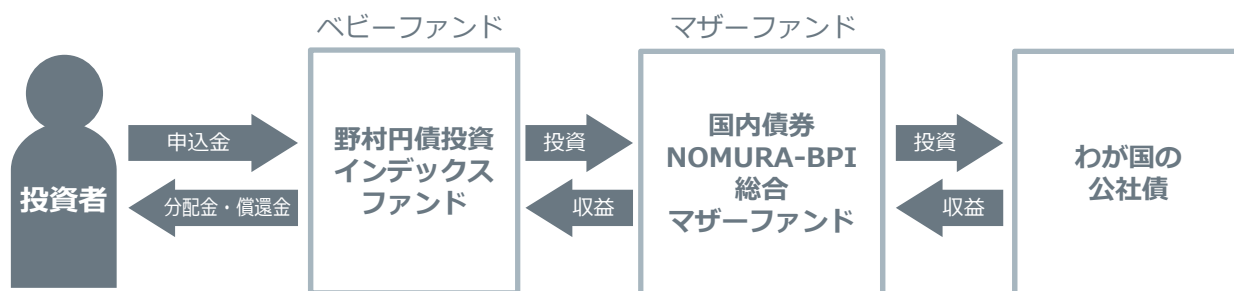 ベビーファンド
マザーファンド
投資者
申込金
分配金・償還金
野村円債投資
インデックス
ファンド
投資
収益
国内債券
NOMURA-BPI
総合
マザーファンド
投資
収益
わが国の
公社債